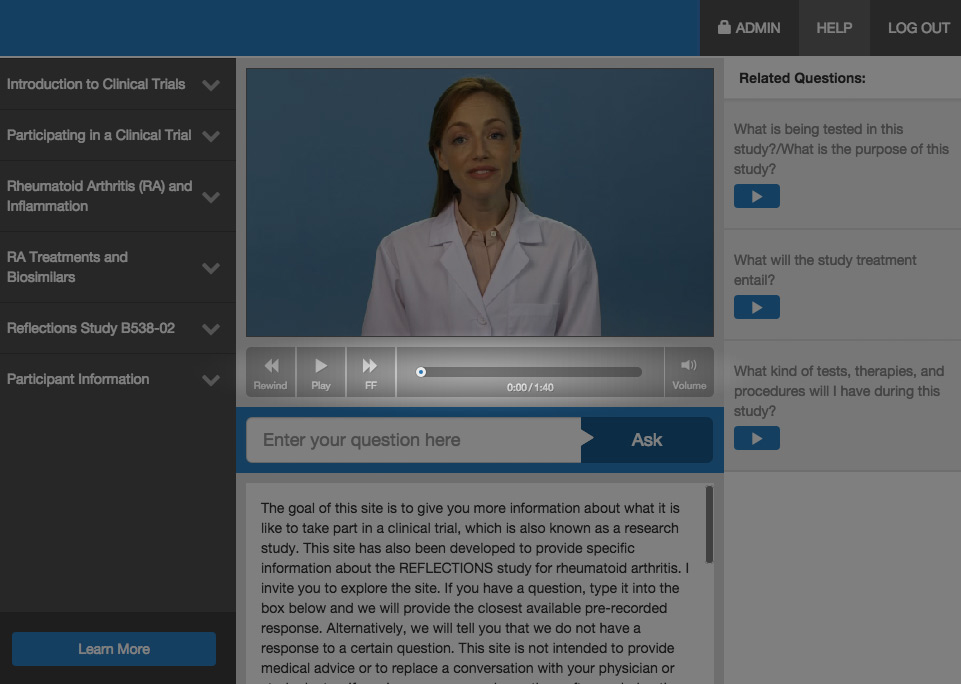 ADMIN
HELP
LOG OUT
Introduction to Clinical Trials
Participating in a Clinical Trial
Rheumatoid Arthritis (RA) and
Inflammation
RA Treatments and
Biosimilars
Reflections Study B538-02
Participant Information
Learn More
Rewind
Play
FF
0:00 / 1:40
Volume
Enter your question here
Ask
The goal of this site is to give you more information about what it is
like to take part in a clinical trial, which is also known as a research
study. This site has also been developed to provide specific
information about the REFLECTIONS study for rheumatoid arthritis. I
invite you to explore the site. If you have a question, type it into the
box below and we will provide the closest available pre-recorded
response. Alternatively, we will tell you that we do not have a
response to a certain question. This site is not intended to provide
medical advice or to replace a conversation with your physician or
Related Questions:
What is being tested in this
study?/What is the purpose of this
study?
What will the study treatment
entail?
What kind of tests, therapies, and
procedures will I have during this
study?